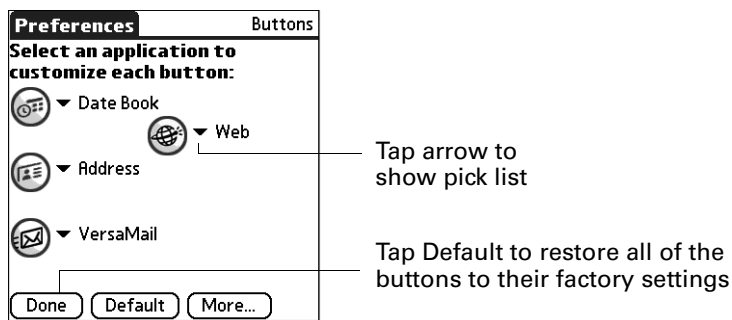 Preferences
Buttons
Select an application to
customize each button:
Date Book
Web
Address
VersaMail
Done
Default
More...
Tap arrow to
show pick list
Tap Default to restore all of the
buttons to their factory settings